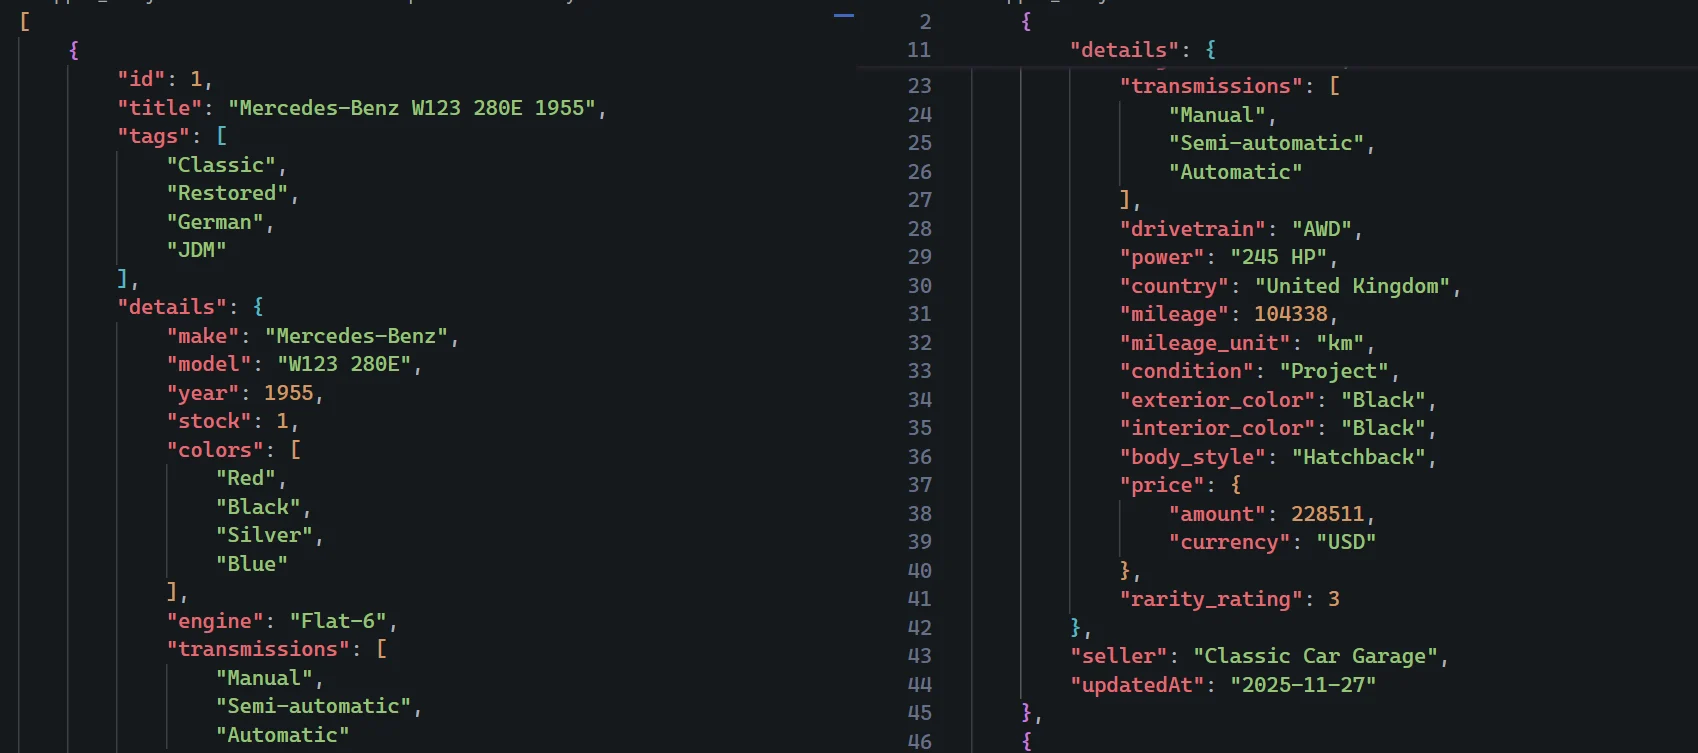 [
{
"id": 1,
"title": "Mercedes-Benz W123 280E 1955",
"tags": [
"Classic",
"Restored",
"German",
"JDM"
],
"details": {
"make": "Mercedes-Benz",
"model": "W123 280E",
"year": 1955,
"stock": 1,
"colors": [
"Red",
"Black",
"Silver",
"Blue"
],
"engine": "Flat-6",
"transmissions": [
"Manual",
"Semi-automatic",
"Automatic"
2 {
11 "details": {
23 "transmissions": [
24 "Manual",
25 "Semi-automatic",
26 "Automatic"
27 ],
28 "drivetrain": "AWD",
29 "power": "245 HP",
30 "country": "United Kingdom",
31 "mileage": 104338,
32 "mileage_unit": "km",
33 "condition": "Project",
34 "exterior_color": "Black",
35 "interior_color": "Black",
36 "body_style": "Hatchback",
37 "price": {
38 "amount": 228511,
39 "currency": "USD"
40 },
41 "rarity_rating": 3
42 },
43 "seller": "Classic Car Garage",
44 "updatedAt": "2025-11-27"
45 },
46 {